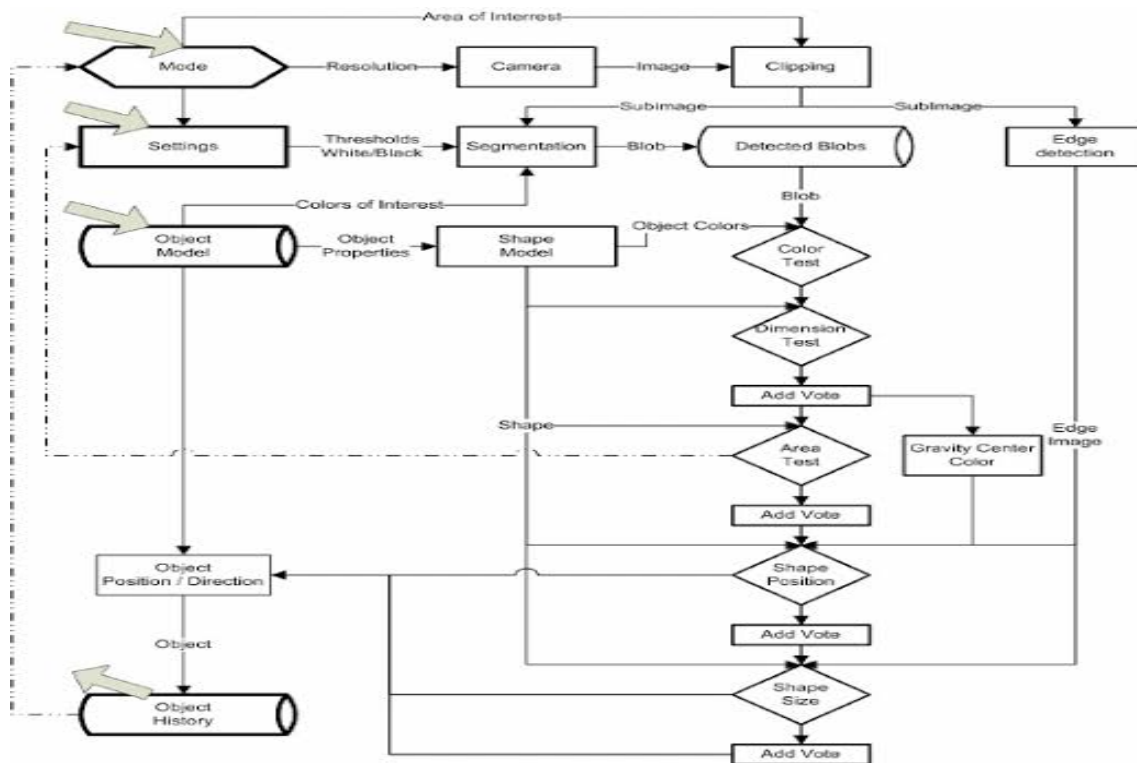 Area of Interrest
Mode
Resolution
Camera
Image
Clipping
Subimage
SubImage
Settings
Thresholds
White/Black
Segmentation
Blob
Detected Blobs
Edge
detection
Blob
Colors of Interest
Object
Model
Object
Properties
Shape
Model
Object Colors
Color
Test
Dimension
Test
Add Vote
Shape
Area
Test
Gravity Center
Color
Edge
Image
Add Vote
Object
Position / Direction
Shape
Position
Add Vote
Object
Shape
Size
Object
History
Add Vote